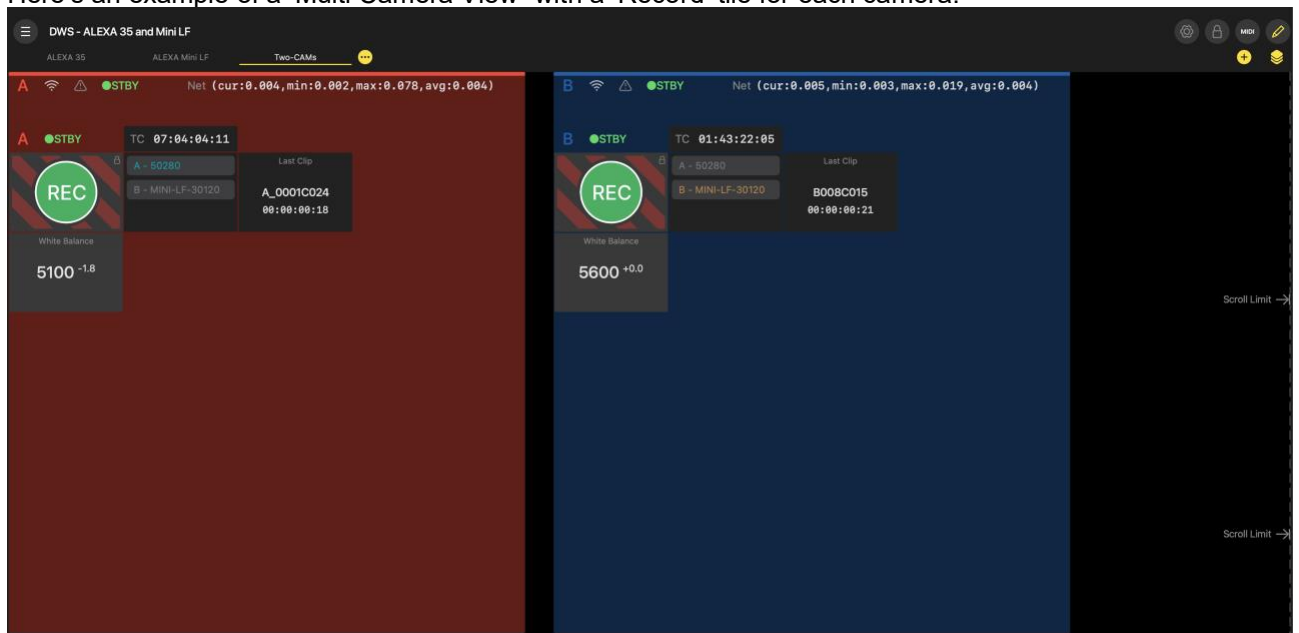 Here's an example of a 'Multi-Camera View' with a 'Record' tile for each camera:
DWS - ALEXA 35 and Mini LF
MIDI
ALEXA 35
ALEXA Mini LF
Two-CAMs
A
STBY
Net (cur:0.004,min:0.002,max:0.078,avg:0.004)
B
STBY
Net (cur:0.005,min:0.003,max:0.019,avg:0.004)
A
STBY
TC 07:04:04:11
B
STBY
TC 01:43:22:05
REC
A - 50280
B - MINI-LF-30120
Last Clip
A_0001C024
00:00:00:18
REC
A - 50280
B - MINI-LF-30120
Last Clip
B008C015
00:00:00:21
White Balance
5100 -1.8
White Balance
5600 +0.0
Scroll Limit
Scroll Limit